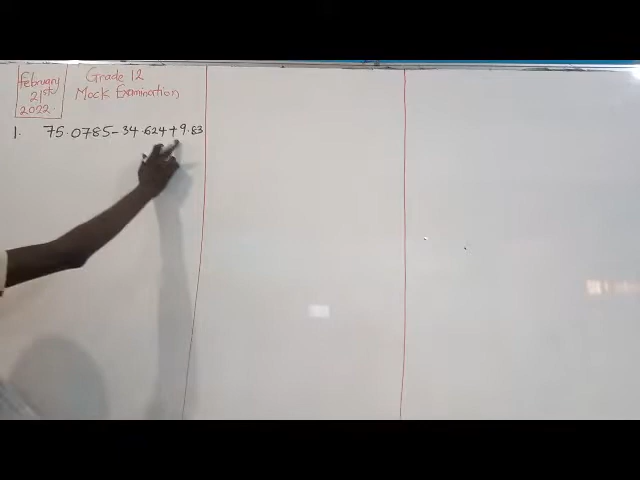 February
21st
2022.
Grade 12
Mock Examination
1. 75.0785-34.624+9.83